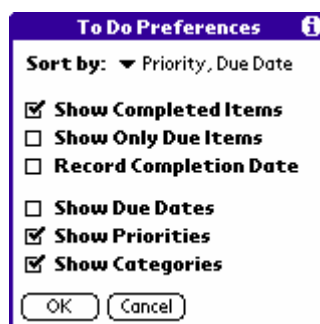 To Do Preferences
Sort by: Priority, Due Date
Show Completed Items
Show Only Due Items
Record Completion Date
Show Due Dates
Show Priorities
Show Categories
OK Cancel